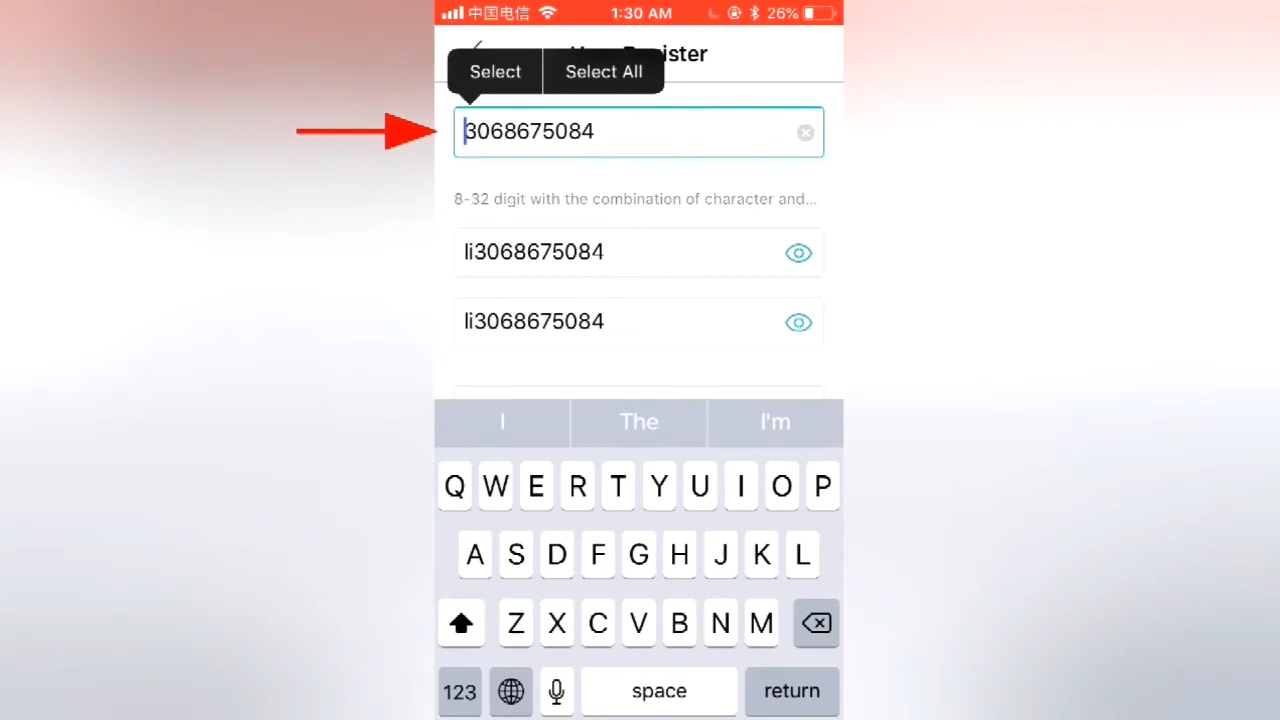 中国电信 1:30 AM 26%
Register
Select Select All
3068675084
8-32 digit with the combination of character and...
li3068675084
li3068675084
I The I'm
Q W E R T Y U I O P
A S D F G H J K L
Z X C V B N M
123 space return